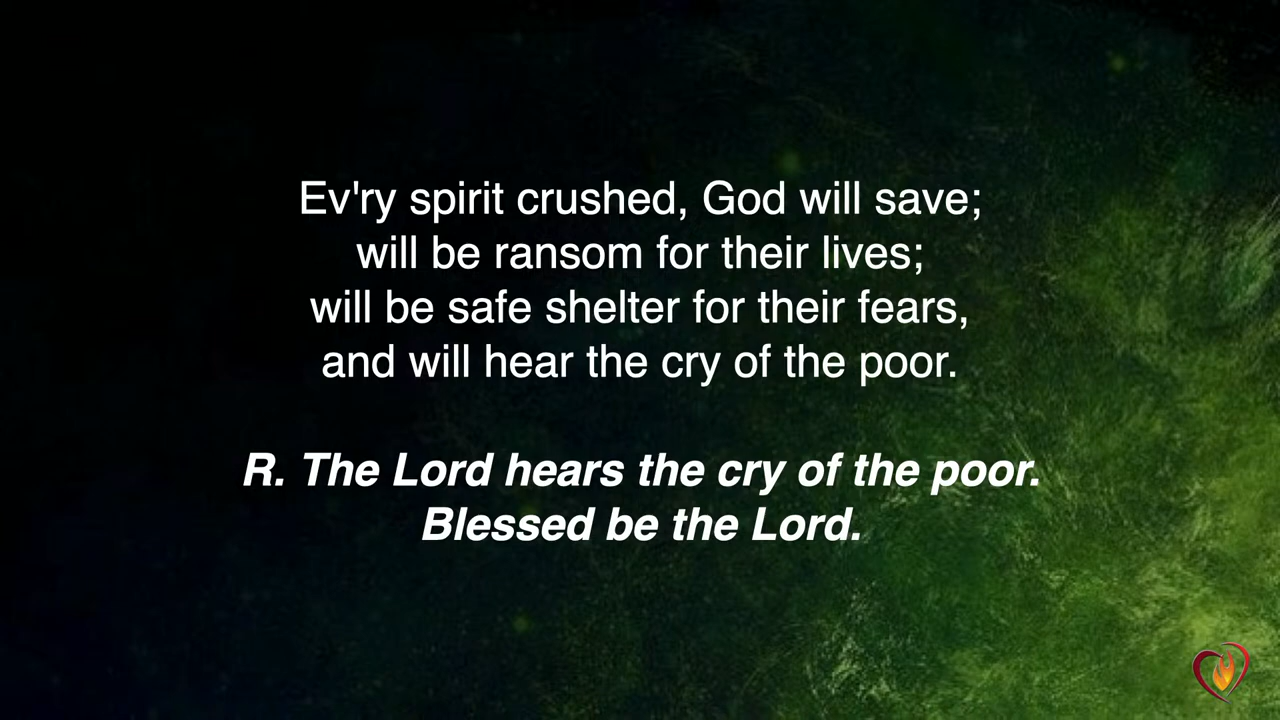 Ev'ry spirit crushed, God will save;
will be ransom for their lives;
will be safe shelter for their fears,
and will hear the cry of the poor.
R. The Lord hears the cry of the poor.
Blessed be the Lord.